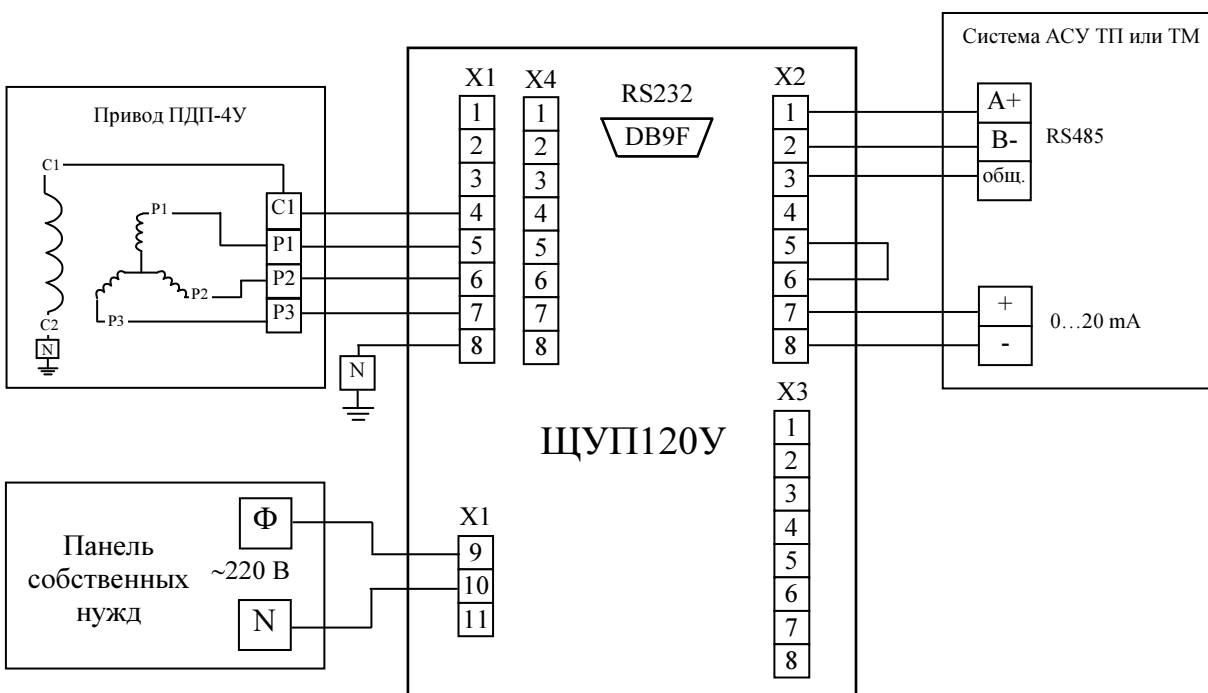 Привод ПДП-4У
C1
P1
P2
P3
C2
N
C1
P1
P2
P3
N
Панель
собственных
нужд
Ф
~220 В
N
X1
1
2
3
4
5
6
7
8
X4
1
2
3
4
5
6
7
8
RS232
DB9F
X2
1
2
3
4
5
6
7
8
ЩУП120У
X1
9
10
11
X3
1
2
3
4
5
6
7
8
Система АСУ ТП или ТМ
A+
B-
общ.
RS485
+
-
0…20 mA